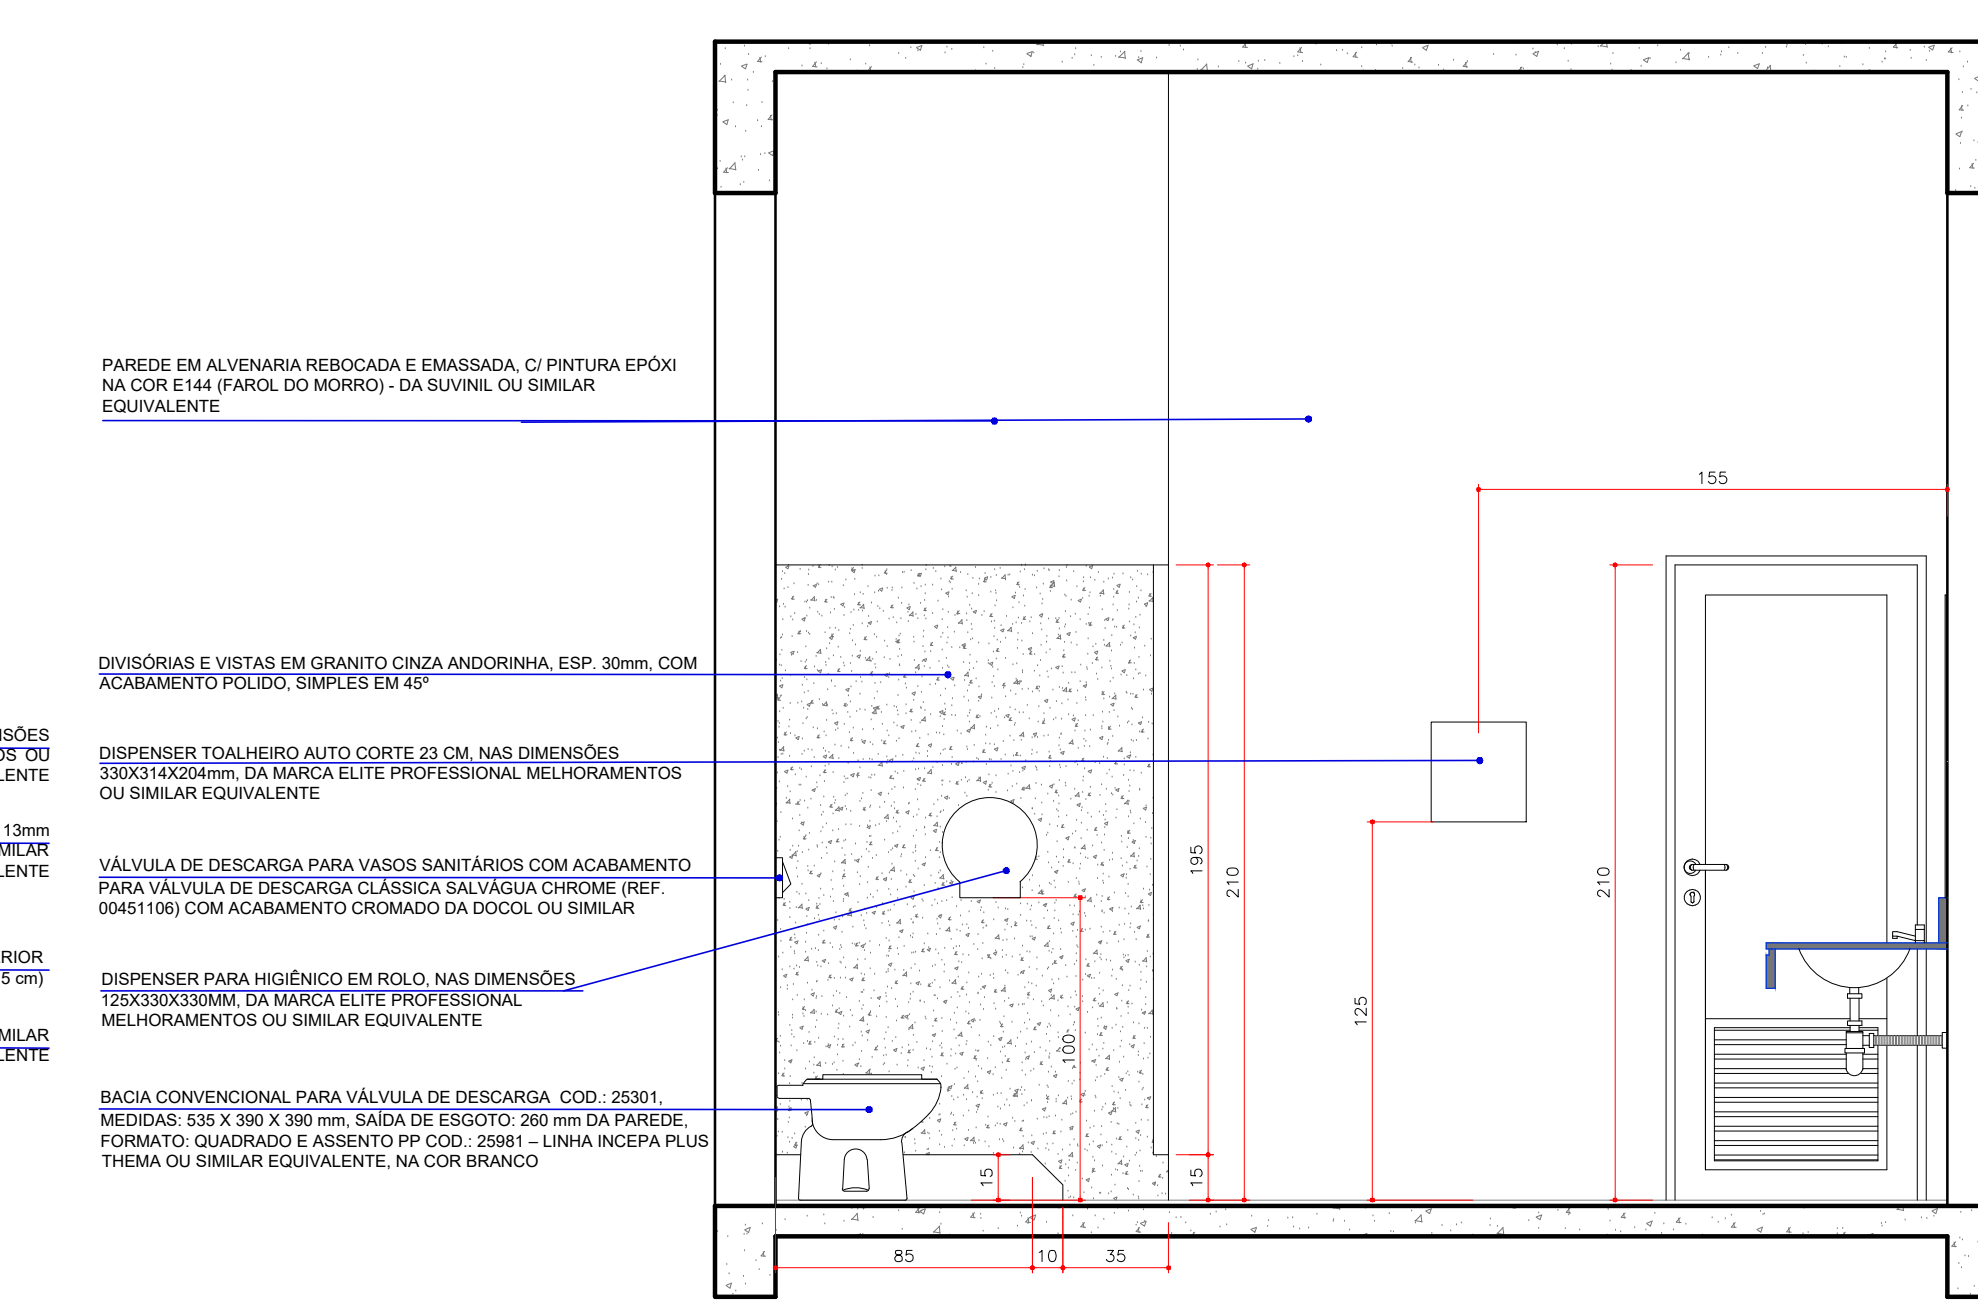 PAREDE EM ALVENARIA REBOCADA E EMASSADA, C/ PINTURA EPÓXI
NA COR E144 (FAROL DO MORRO) - DA SUVINIL OU SIMILAR
EQUIVALENTE
155
DIVISÓRIAS E VISTAS EM GRANITO CINZA ANDORINHA, ESP. 30mm, COM
ACABAMENTO POLIDO, SIMPLES EM 45º
DISPENSER TOALHEIRO AUTO CORTE 23 CM, NAS DIMENSÕES
330X314X204mm, DA MARCA ELITE PROFESSIONAL MELHORAMENTOS
OU SIMILAR EQUIVALENTE
VÁLVULA DE DESCARGA PARA VASOS SANITÁRIOS COM ACABAMENTO
PARA VÁLVULA DE DESCARGA CLÁSSICA SALVÁGUA CHROME (REF.
00451106) COM ACABAMENTO CROMADO DA DOCOL OU SIMILAR
DISPENSER PARA HIGIÊNICO EM ROLO, NAS DIMENSÕES
125X330X330MM, DA MARCA ELITE PROFESSIONAL
MELHORAMENTOS OU SIMILAR EQUIVALENTE
BACIA CONVENCIONAL PARA VÁLVULA DE DESCARGA  COD.: 25301,
MEDIDAS: 535 X 390 X 390 mm, SAÍDA DE ESGOTO: 260 mm DA PAREDE,
FORMATO: QUADRADO E ASSENTO PP COD.: 25981 – LINHA INCEPA PLUS
THEMA OU SIMILAR EQUIVALENTE, NA COR BRANCO
NSÕES
OS OU
LENTE
13mm
MILAR
LENTE
RIOR
5 cm)
MILAR
LENTE
195
210
210
125
100
15
15
85
10
35